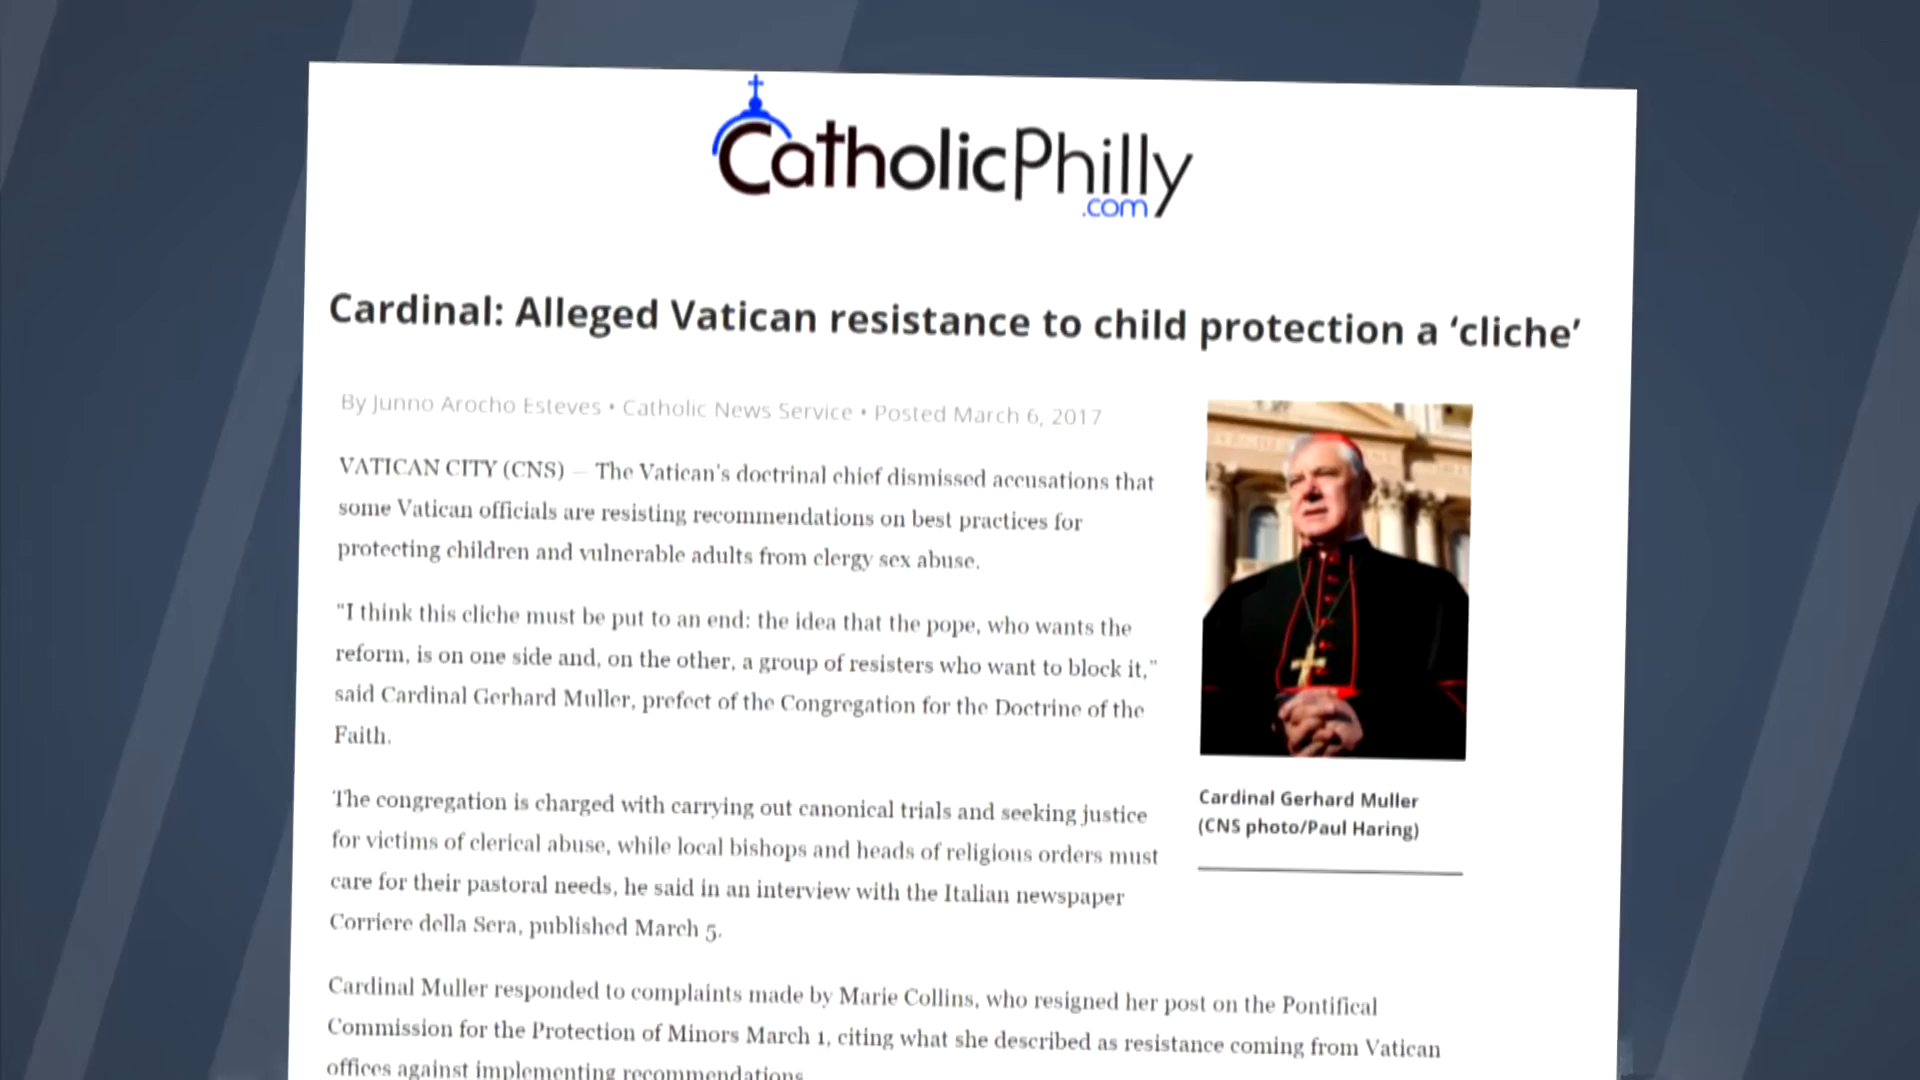 CatholicPhilly
.com
Cardinal: Alleged Vatican resistance to child protection a ‘cliche’
By Junno Arocho Esteves • Catholic News Service • Posted March 6, 2017
VATICAN CITY (CNS) — The Vatican's doctrinal chief dismissed accusations that
some Vatican officials are resisting recommendations on best practices for
protecting children and vulnerable adults from clergy sex abuse.
"I think this cliche must be put to an end: the idea that the pope, who wants the
reform, is on one side and, on the other, a group of resisters who want to block it,"
said Cardinal Gerhard Muller, prefect of the Congregation for the Doctrine of the
Faith.
The congregation is charged with carrying out canonical trials and seeking justice
for victims of clerical abuse, while local bishops and heads of religious orders must
care for their pastoral needs, he said in an interview with the Italian newspaper
Corriere della Sera, published March 5.
Cardinal Gerhard Muller
(CNS photo/Paul Haring)
Cardinal Muller responded to complaints made by Marie Collins, who resigned her post on the Pontifical
Commission for the Protection of Minors March 1, citing what she described as resistance coming from Vatican
offices against implementing recommendations.